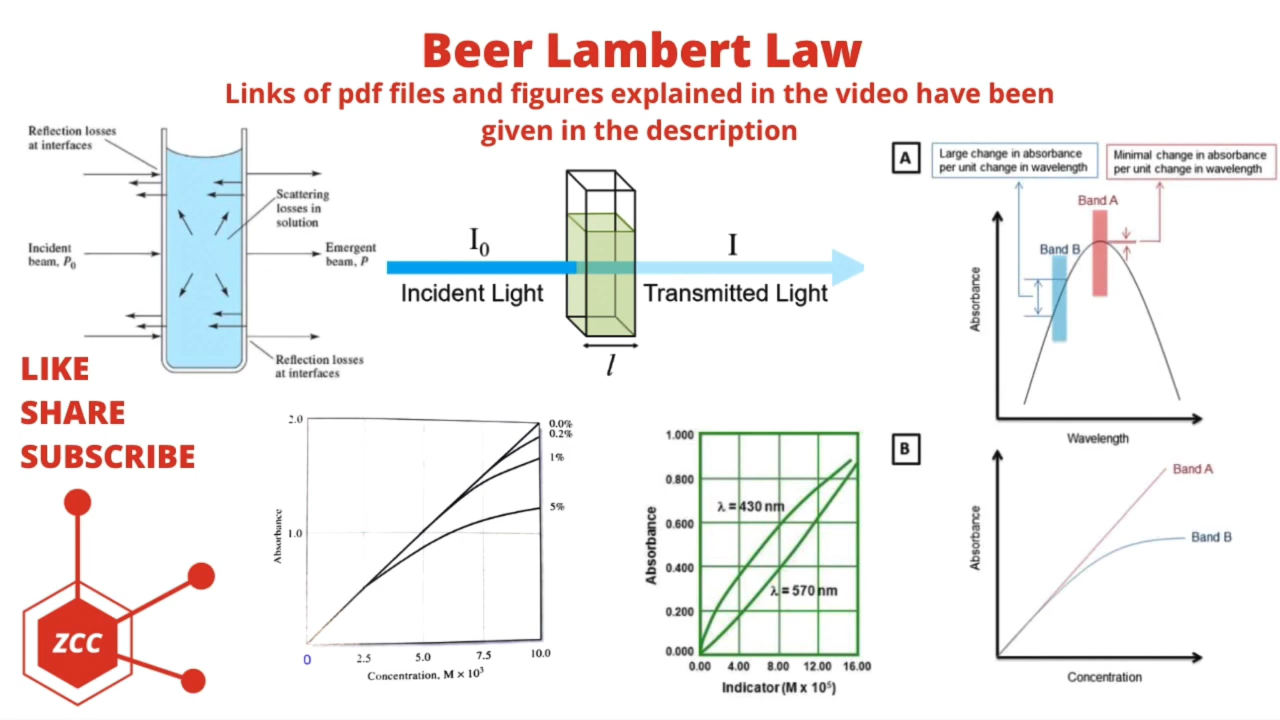 Beer Lambert Law
Links of pdf files and figures explained in the video have been
given in the description
Reflection losses
at interfaces
Scattering
losses in
solution
Incident
beam, P₀
Emergent
beam, P
Reflection losses
at interfaces
I₀
Incident Light
I
Transmitted Light
l
A
Large change in absorbance
per unit change in wavelength
Minimal change in absorbance
per unit change in wavelength
Band A
Band B
Absorbance
Wavelength
LIKE
SHARE
SUBSCRIBE
ZCC
2.0
1.0
Absorbance
0.0%
0.2%
1%
5%
0 2.5 5.0 7.5 10.0
Concentration, M × 10³
1.000
0.800
0.600
0.400
0.200
0.000
Absorbance
λ = 430 nm
λ = 570 nm
0.00 4.00 8.00 12.00 16.00
Indicator (M x 10⁵)
B
Absorbance
Band A
Band B
Concentration